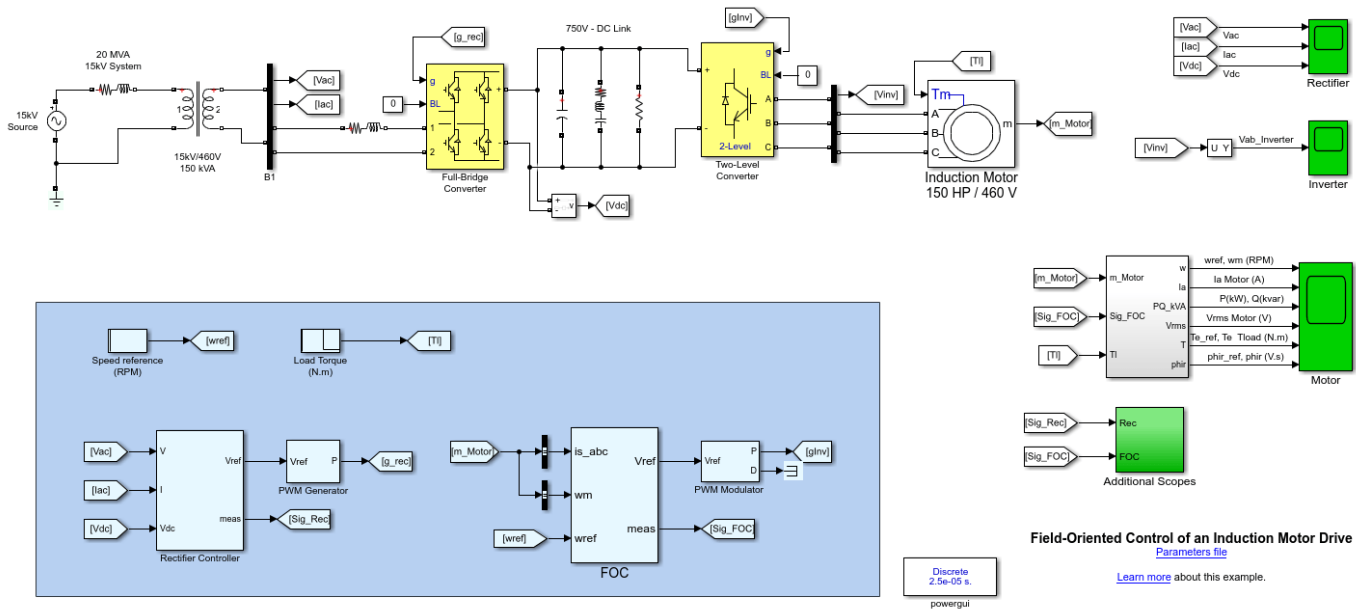 20 MVA
15kV System
15kV
Source
1
2
15kV/460V
150 kVA
B1
[Vac]
[Iac]
[g_rec]
0
g
BL
1
2
+
-
Full-Bridge
Converter
750V - DC Link
+
-
v
[Vdc]
[gInv]
g
BL
0
+
-
A
B
C
2-Level
Two-Level
Converter
[Vinv]
[Tl]
Tm
A
B
C
m
[m_Motor]
Induction Motor
150 HP / 460 V
[Vac]
Vac
[Iac]
Iac
[Vdc]
Vdc
Rectifier
[Vinv]
U Y
Vab_Inverter
Inverter
[m_Motor]
[Sig_FOC]
[Tl]
m_Motor
Sig_FOC
Tl
w
Ia
PQ_kVA
Vrms
T
phir
wref, wm (RPM)
Ia Motor (A)
P(kW), Q(kvar)
Vrms Motor (V)
Te_ref, Te Tload (N.m)
phir_ref, phir (V.s)
Motor
[Sig_Rec]
[Sig_FOC]
Rec
FOC
Additional Scopes
Speed reference
(RPM)
[wref]
Load Torque
(N.m)
[Tl]
[Vac]
[Iac]
[Vdc]
V
I
Vdc
Vref
meas
Rectifier Controller
Vref
P
PWM Generator
[g_rec]
[Sig_Rec]
[m_Motor]
[wref]
is_abc
wm
wref
Vref
meas
FOC
Vref
P
D
PWM Modulator
[gInv]
[Sig_FOC]
Discrete
2.5e-05 s.
powergui
Field-Oriented Control of an Induction Motor Drive
Parameters file
Learn more about this example.